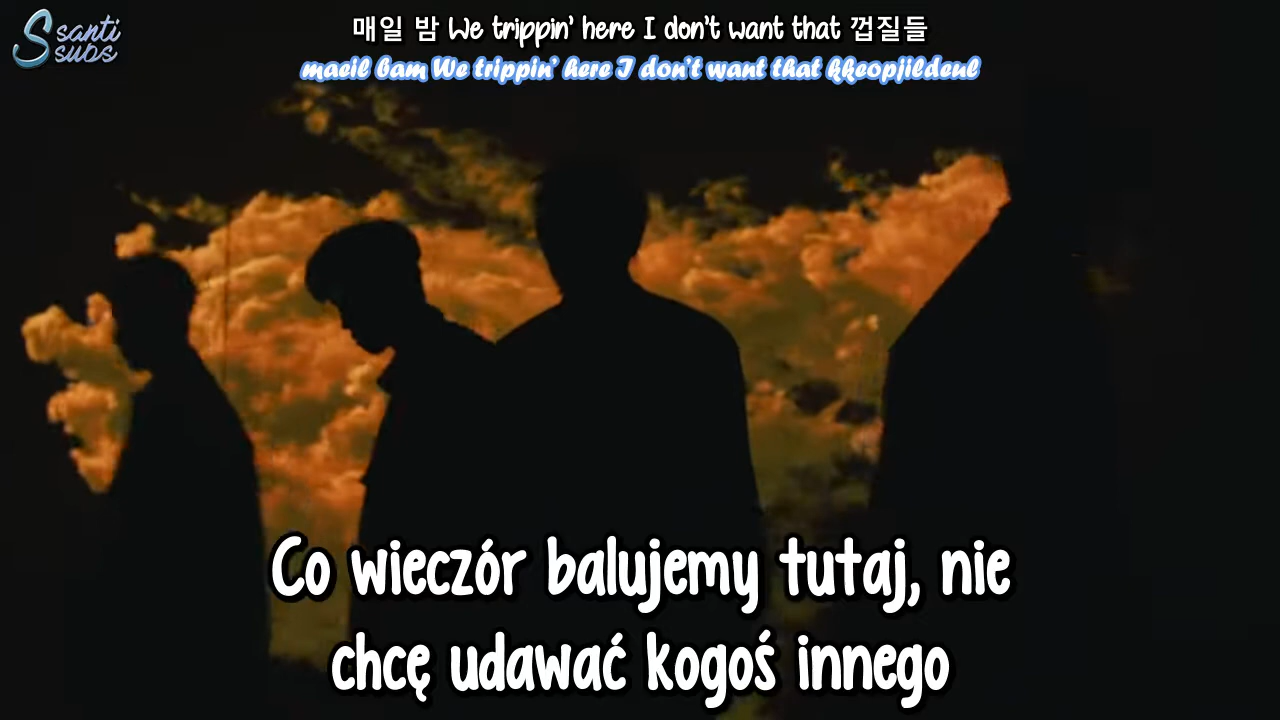 Ssanti
subs
매일 밤 We trippin' here I don't want that 껍질들
maeil bam We trippin' here I don't want that kkeopjildeul
Co wieczór balujemy tutaj, nie
chcę udawać kogoś innego